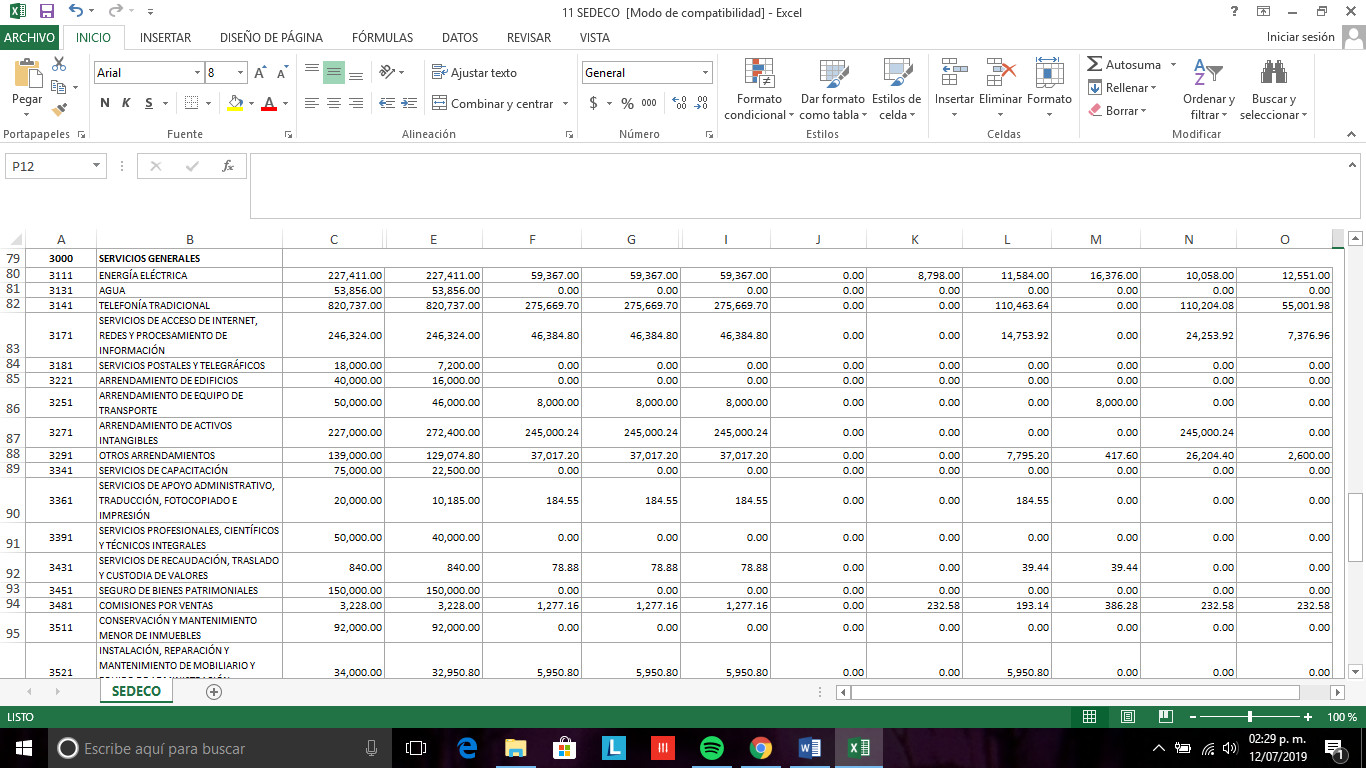 11 SEDECO [Modo de compatibilidad] - Excel
ARCHIVO INICIO INSERTAR DISEÑO DE PÁGINA FÓRMULAS DATOS REVISAR VISTA Iniciar sesión
Pegar
Portapapeles
Arial 8
N K S
Fuente
Ajustar texto
Combinar y centrar
Alineación
General
$ % 000
Número
Formato condicional
Dar formato como tabla
Estilos de celda
Estilos
Insertar Eliminar Formato
Celdas
Autosuma
Rellenar
Borrar
Ordenar y filtrar
Buscar y seleccionar
Modificar
P12 fx
A B C E F G I J K L M N O
79 3000 SERVICIOS GENERALES
80 3111 ENERGÍA ELÉCTRICA 227,411.00 227,411.00 59,367.00 59,367.00 59,367.00 0.00 8,798.00 11,584.00 16,376.00 10,058.00 12,551.00
81 3131 AGUA 53,856.00 53,856.00 0.00 0.00 0.00 0.00 0.00 0.00 0.00 0.00 0.00
82 3141 TELEFONÍA TRADICIONAL 820,737.00 820,737.00 275,669.70 275,669.70 275,669.70 0.00 0.00 110,463.64 0.00 110,204.08 55,001.98
SERVICIOS DE ACCESO DE INTERNET,
83 3171 REDES Y PROCESAMIENTO DE 246,324.00 246,324.00 46,384.80 46,384.80 46,384.80 0.00 0.00 14,753.92 0.00 24,253.92 7,376.96
INFORMACIÓN
84 3181 SERVICIOS POSTALES Y TELEGRÁFICOS 18,000.00 7,200.00 0.00 0.00 0.00 0.00 0.00 0.00 0.00 0.00 0.00
85 3221 ARRENDAMIENTO DE EDIFICIOS 40,000.00 16,000.00 0.00 0.00 0.00 0.00 0.00 0.00 0.00 0.00 0.00
ARRENDAMIENTO DE EQUIPO DE
86 3251 TRANSPORTE 50,000.00 46,000.00 8,000.00 8,000.00 8,000.00 0.00 0.00 0.00 8,000.00 0.00 0.00
ARRENDAMIENTO DE ACTIVOS
87 3271 INTANGIBLES 227,000.00 272,400.00 245,000.24 245,000.24 245,000.24 0.00 0.00 0.00 0.00 245,000.24 0.00
88 3291 OTROS ARRENDAMIENTOS 139,000.00 129,074.80 37,017.20 37,017.20 37,017.20 0.00 0.00 7,795.20 417.60 26,204.40 2,600.00
89 3341 SERVICIOS DE CAPACITACIÓN 75,000.00 22,500.00 0.00 0.00 0.00 0.00 0.00 0.00 0.00 0.00 0.00
SERVICIOS DE APOYO ADMINISTRATIVO,
90 3361 TRADUCCIÓN, FOTOCOPIADO E 20,000.00 10,185.00 184.55 184.55 184.55 0.00 0.00 184.55 0.00 0.00 0.00
IMPRESIÓN
SERVICIOS PROFESIONALES, CIENTÍFICOS
91 3391 Y TÉCNICOS INTEGRALES 50,000.00 40,000.00 0.00 0.00 0.00 0.00 0.00 0.00 0.00 0.00 0.00
SERVICIOS DE RECAUDACIÓN, TRASLADO
92 3431 Y CUSTODIA DE VALORES 840.00 840.00 78.88 78.88 78.88 0.00 0.00 39.44 39.44 0.00 0.00
93 3451 SEGURO DE BIENES PATRIMONIALES 150,000.00 150,000.00 0.00 0.00 0.00 0.00 0.00 0.00 0.00 0.00 0.00
94 3481 COMISIONES POR VENTAS 3,228.00 3,228.00 1,277.16 1,277.16 1,277.16 0.00 232.58 193.14 386.28 232.58 232.58
CONSERVACIÓN Y MANTENIMIENTO
95 3511 MENOR DE INMUEBLES 92,000.00 92,000.00 0.00 0.00 0.00 0.00 0.00 0.00 0.00 0.00 0.00
INSTALACIÓN, REPARACIÓN Y
MANTENIMIENTO DE MOBILIARIO Y
3521 34,000.00 32,950.80 5,950.80 5,950.80 5,950.80 0.00 0.00 5,950.80 0.00 0.00 0.00
SEDECO
LISTO 100 %
Escribe aquí para buscar
02:29 p. m.
12/07/2019
1